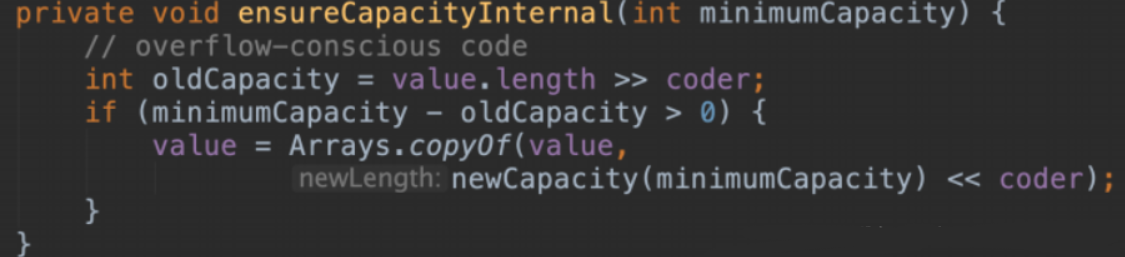 private void ensureCapacityInternal(int minimumCapacity) {
// overflow-conscious code
int oldCapacity = value.length >> coder;
if (minimumCapacity - oldCapacity > 0) {
value = Arrays.copyOf(value,
newLength: newCapacity(minimumCapacity) << coder);
}
}